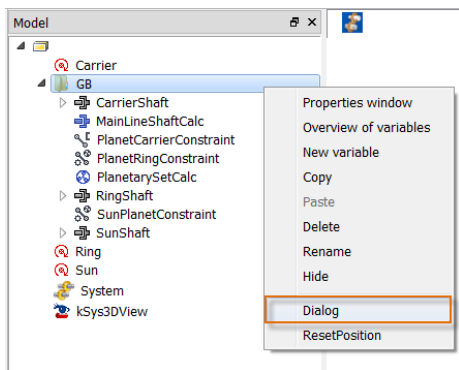 Model
Carrier
GB
CarrierShaft
MainLineShaftCalc
PlanetCarrierConstraint
PlanetRingConstraint
PlanetarySetCalc
RingShaft
SunPlanetConstraint
SunShaft
Ring
Sun
System
kSys3DView
Properties window
Overview of variables
New variable
Copy
Paste
Delete
Rename
Hide
Dialog
ResetPosition